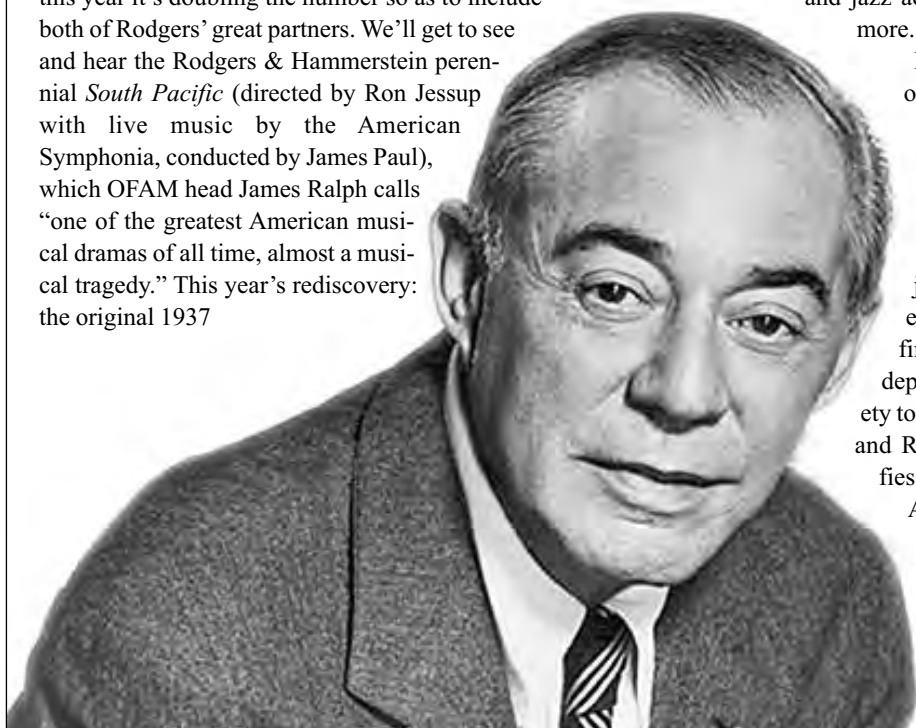 this year it's doubling the number so as to include
both of Rodgers' great partners. We'll get to see
and hear the Rodgers & Hammerstein peren-
nial South Pacific (directed by Ron Jessup
with live music by the American
Symphonia, conducted by James Paul),
which OFAM head James Ralph calls
“one of the greatest American musi-
cal dramas of all time, almost a musi-
cal tragedy.” This year's rediscovery:
the original 1937
and jazz
more.
ety to
and R
fies
A